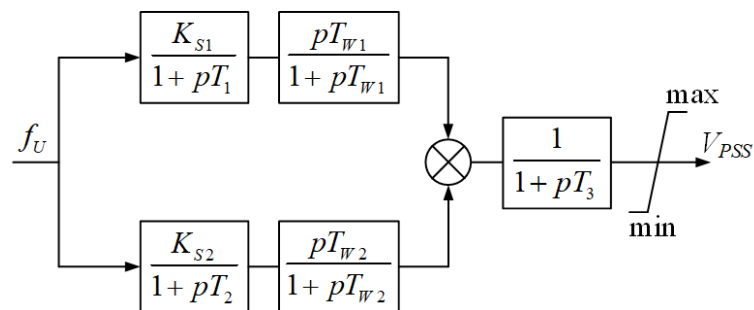 f_U
K_{S1}
1 + pT_1
pT_{W1}
1 + pT_{W1}
K_{S2}
1 + pT_2
pT_{W2}
1 + pT_{W2}
1
1 + pT_3
max
min
V_{PSS}